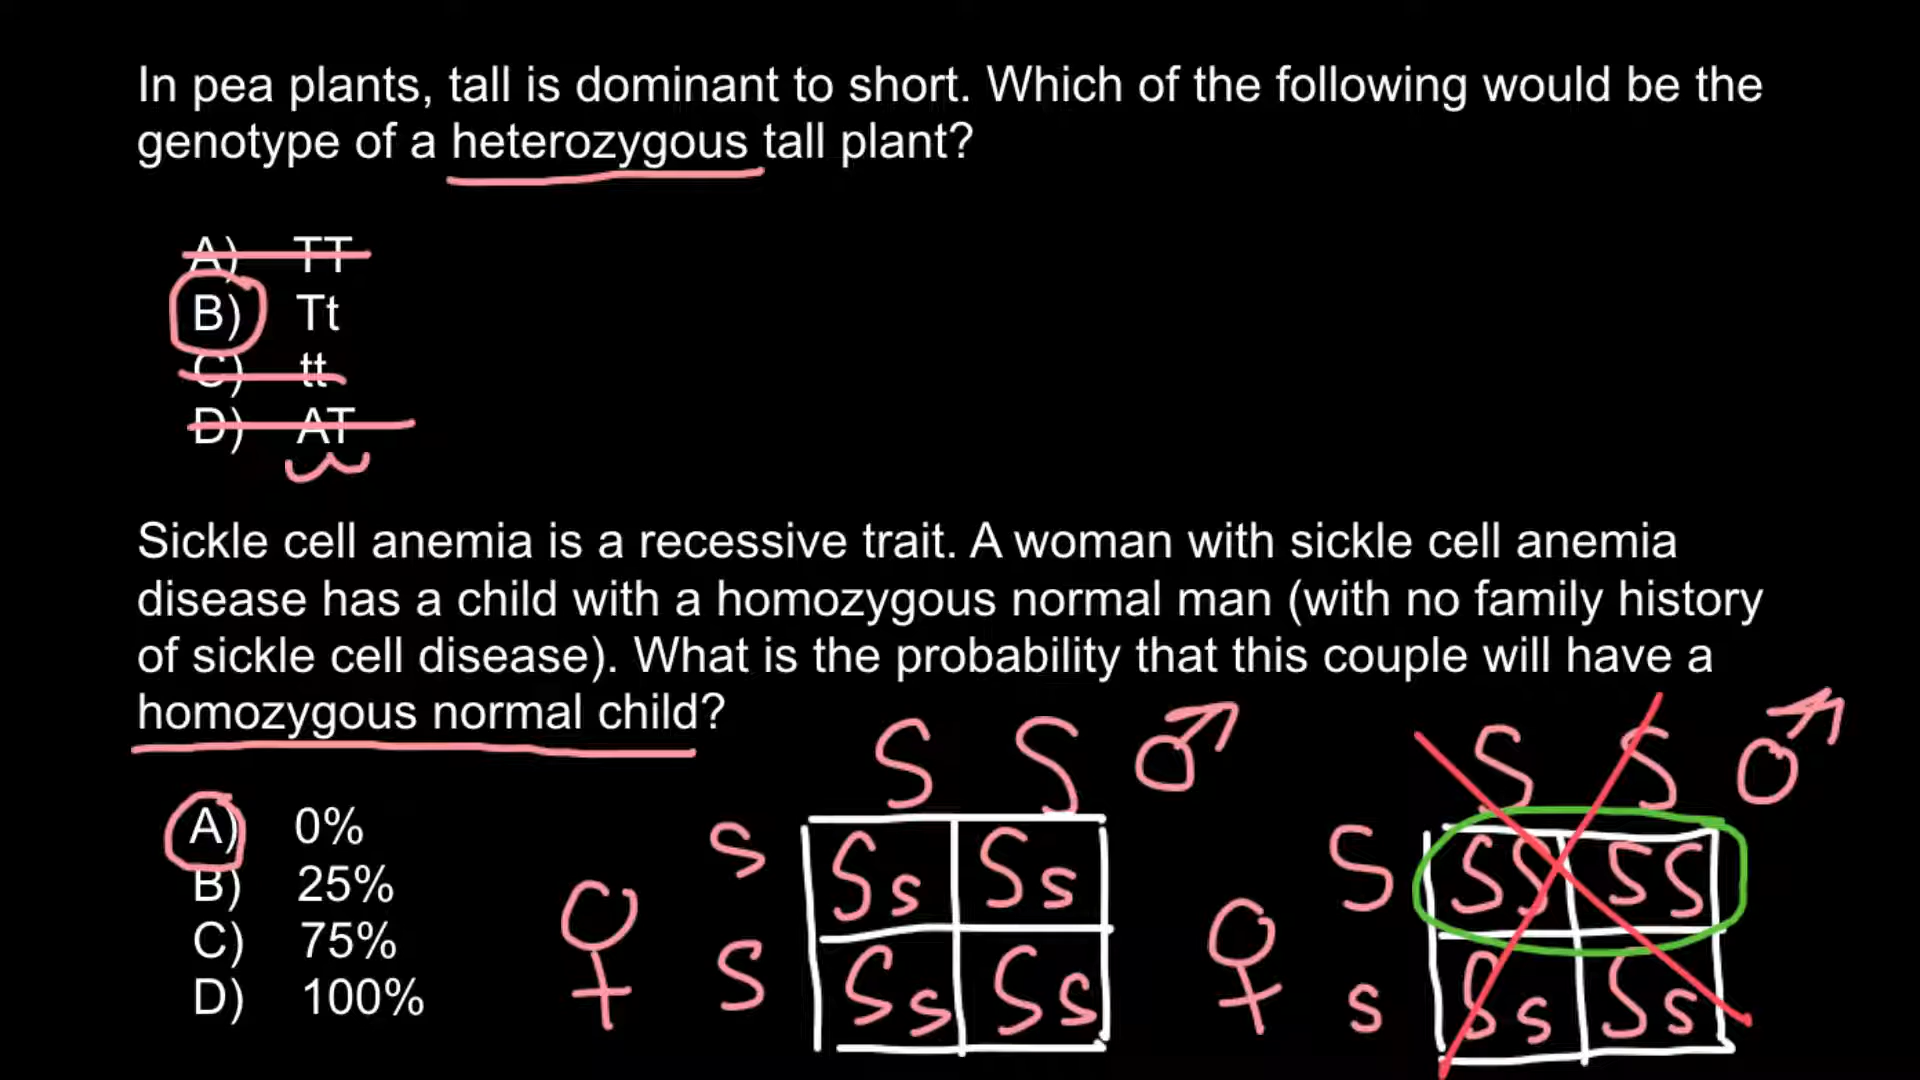 In pea plants, tall is dominant to short. Which of the following would be the
genotype of a heterozygous tall plant?
A) TT
B) Tt
C) tt
D) AT
Sickle cell anemia is a recessive trait. A woman with sickle cell anemia
disease has a child with a homozygous normal man (with no family history
of sickle cell disease). What is the probability that this couple will have a
homozygous normal child?
A) 0%
B) 25%
C) 75%
D) 100%
S S ♂
s Ss Ss
♀ s Ss Ss
S S ♂
S SS SS
♀ s Ss Ss